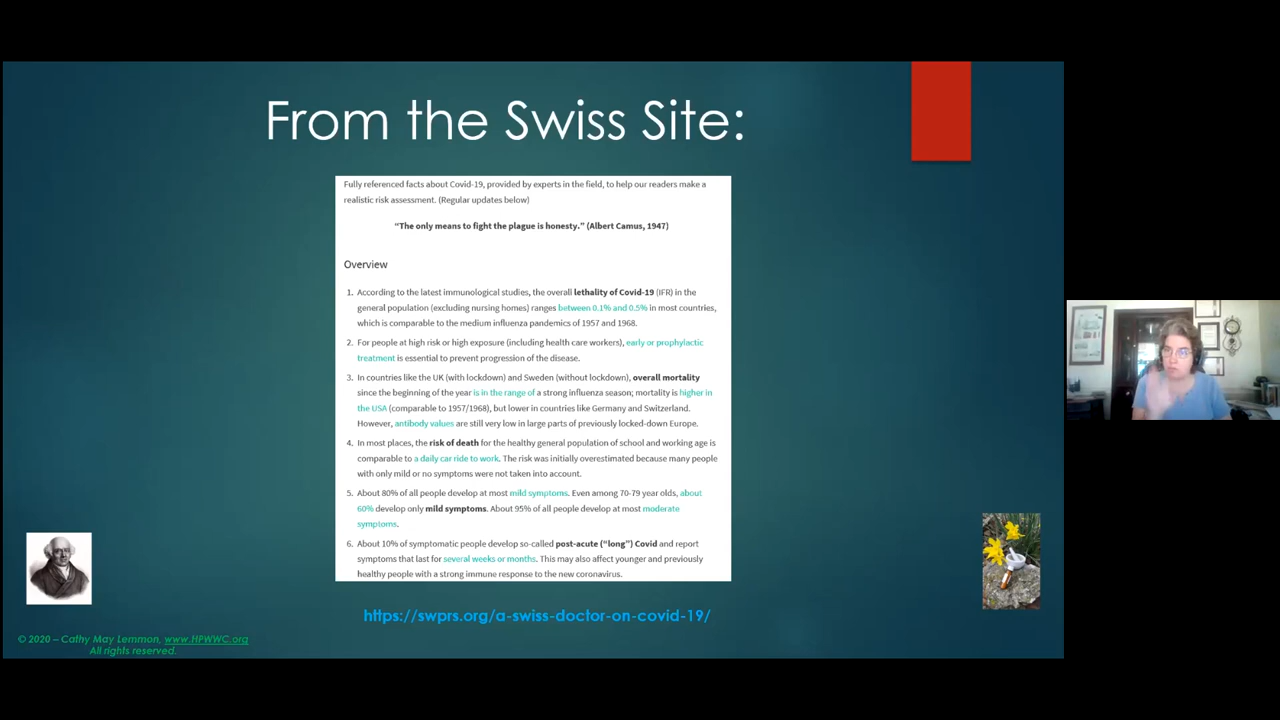 From the Swiss Site:
Fully referenced facts about Covid-19, provided by experts in the field, to help our readers make a
realistic risk assessment. (Regular updates below)
“The only means to fight the plague is honesty.” (Albert Camus, 1947)
Overview
1. According to the latest immunological studies, the overall lethality of Covid-19 (IFR) in the
general population (excluding nursing homes) ranges between 0.1% and 0.5% in most countries,
which is comparable to the medium influenza pandemics of 1957 and 1968.
2. For people at high risk or high exposure (including health care workers), early or prophylactic
treatment is essential to prevent progression of the disease.
3. In countries like the UK (with lockdown) and Sweden (without lockdown), overall mortality
since the beginning of the year is in the range of a strong influenza season; mortality is higher in
the USA (comparable to 1957/1968), but lower in countries like Germany and Switzerland.
However, antibody values are still very low in large parts of previously locked-down Europe.
4. In most places, the risk of death for the healthy general population of school and working age is
comparable to a daily car ride to work. The risk was initially overestimated because many people
with only mild or no symptoms were not taken into account.
5. About 80% of all people develop at most mild symptoms. Even among 70-79 year olds, about
60% develop only mild symptoms. About 95% of all people develop at most moderate
symptoms.
6. About 10% of symptomatic people develop so-called post-acute (“long”) Covid and report
symptoms that last for several weeks or months. This may also affect younger and previously
healthy people with a strong immune response to the new coronavirus.
https://swprs.org/a-swiss-doctor-on-covid-19/
© 2020 – Cathy May Lemmon, www.HPWWC.org
All rights reserved.